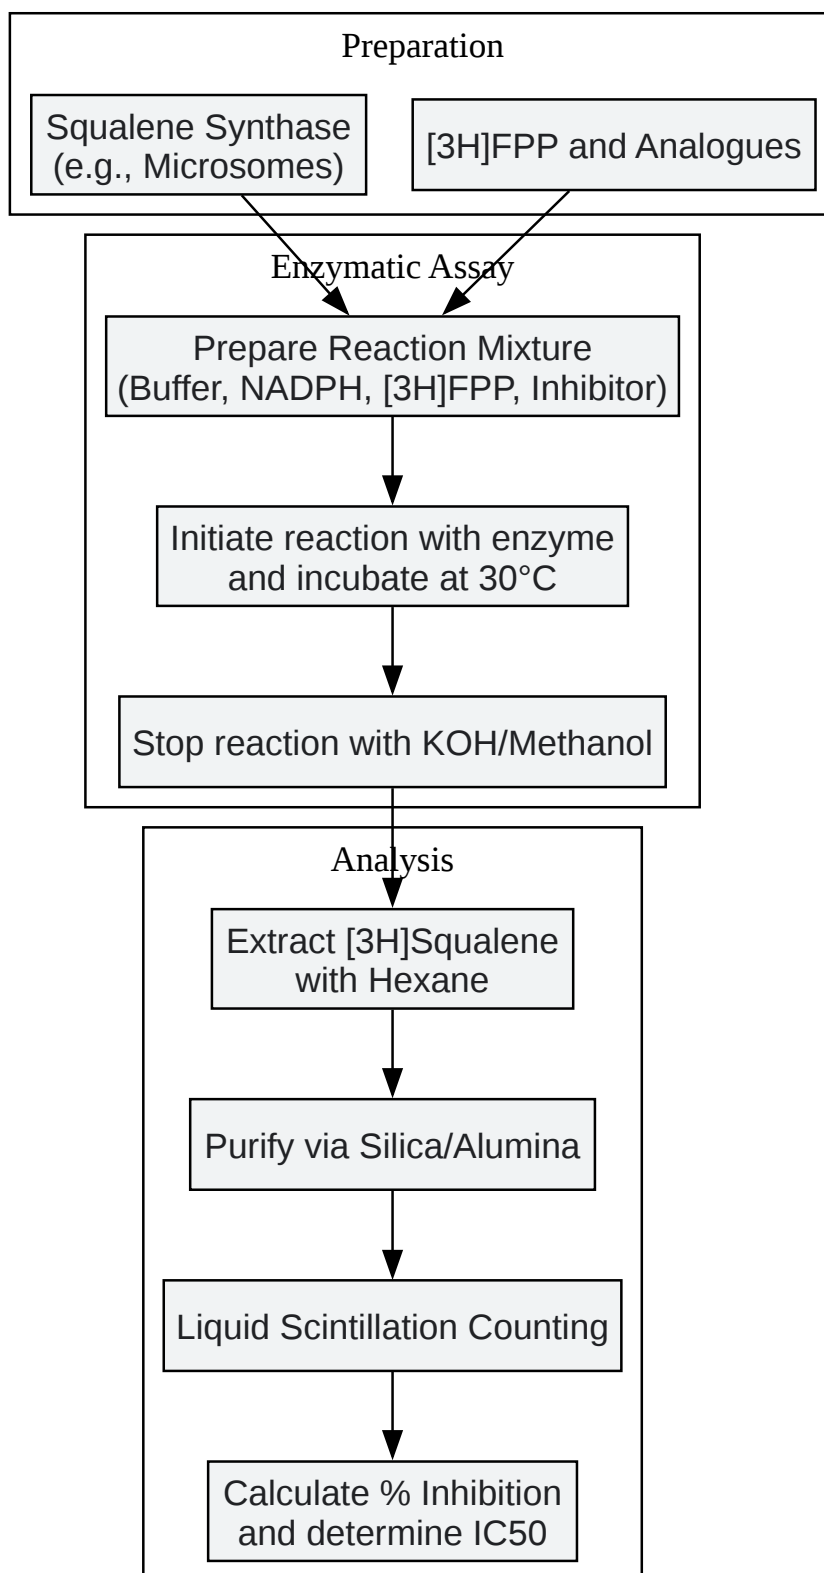 Preparation
Squalene Synthase
(e.g., Microsomes)
[3H]FPP and Analogues
Enzymatic Assay
Prepare Reaction Mixture
(Buffer, NADPH, [3H]FPP, Inhibitor)
Initiate reaction with enzyme
and incubate at 30°C
Stop reaction with KOH/Methanol
Analysis
Extract [3H]Squalene
with Hexane
Purify via Silica/Alumina
Liquid Scintillation Counting
Calculate % Inhibition
and determine IC50